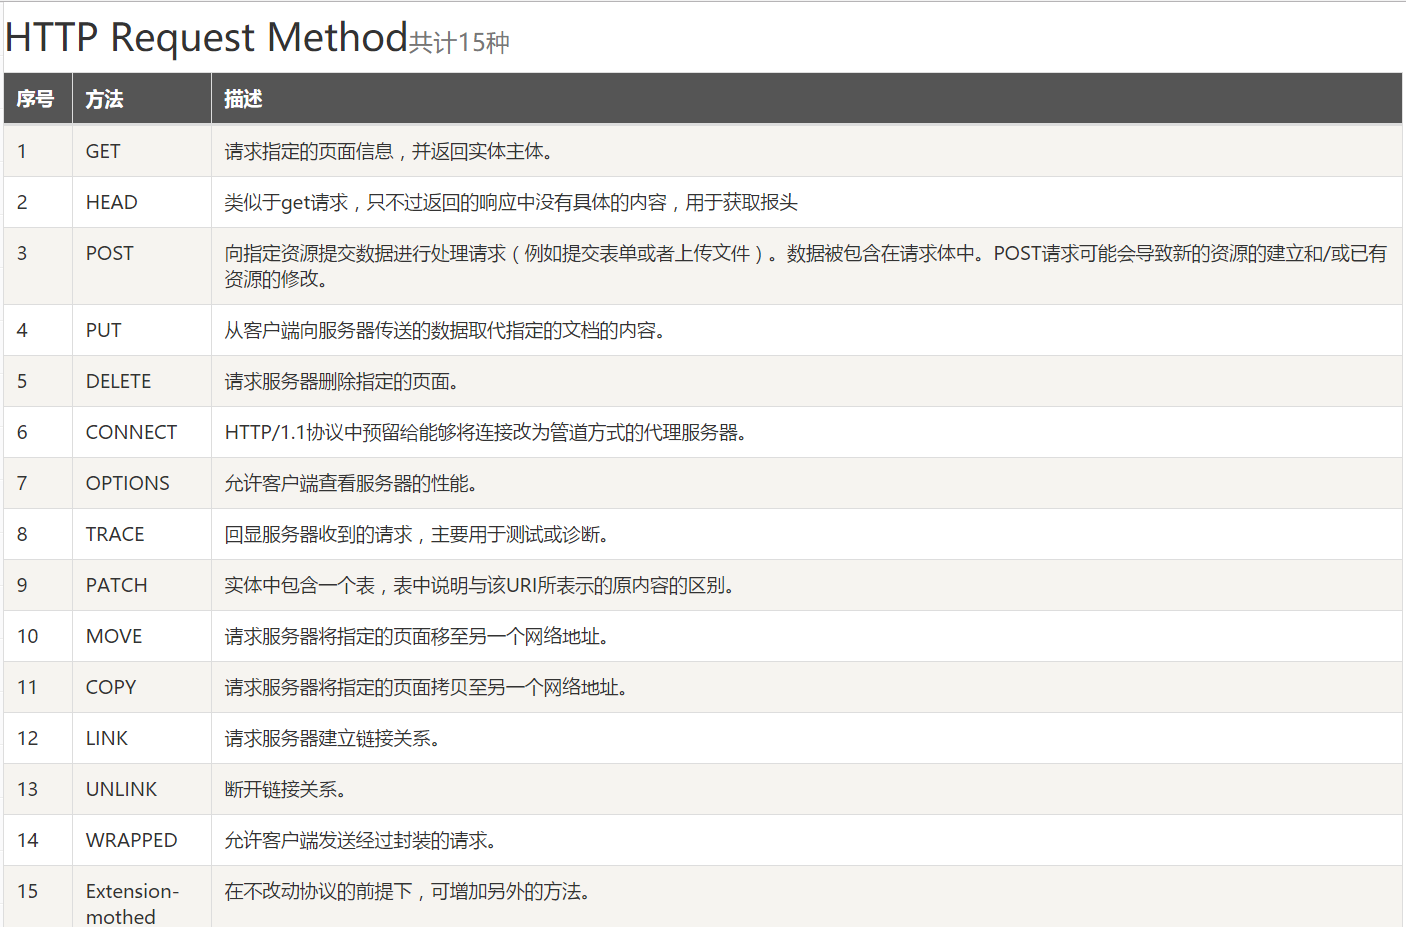 HTTP Request Method共计15种
序号 方法 描述
1 GET 请求指定的页面信息，并返回实体主体。
2 HEAD 类似于get请求，只不过返回的响应中没有具体的内容，用于获取报头
3 POST 向指定资源提交数据进行处理请求（例如提交表单或者上传文件）。数据被包含在请求体中。POST请求可能会导致新的资源的建立和/或已有
资源的修改。
4 PUT 从客户端向服务器传送的数据取代指定的文档的内容。
5 DELETE 请求服务器删除指定的页面。
6 CONNECT HTTP/1.1协议中预留给能够将连接改为管道方式的代理服务器。
7 OPTIONS 允许客户端查看服务器的性能。
8 TRACE 回显服务器收到的请求，主要用于测试或诊断。
9 PATCH 实体中包含一个表，表中说明与该URI所表示的原内容的区别。
10 MOVE 请求服务器将指定的页面移至另一个网络地址。
11 COPY 请求服务器将指定的页面拷贝至另一个网络地址。
12 LINK 请求服务器建立链接关系。
13 UNLINK 断开链接关系。
14 WRAPPED 允许客户端发送经过封装的请求。
15 Extension- 在不改动协议的前提下，可增加另外的方法。
mothed